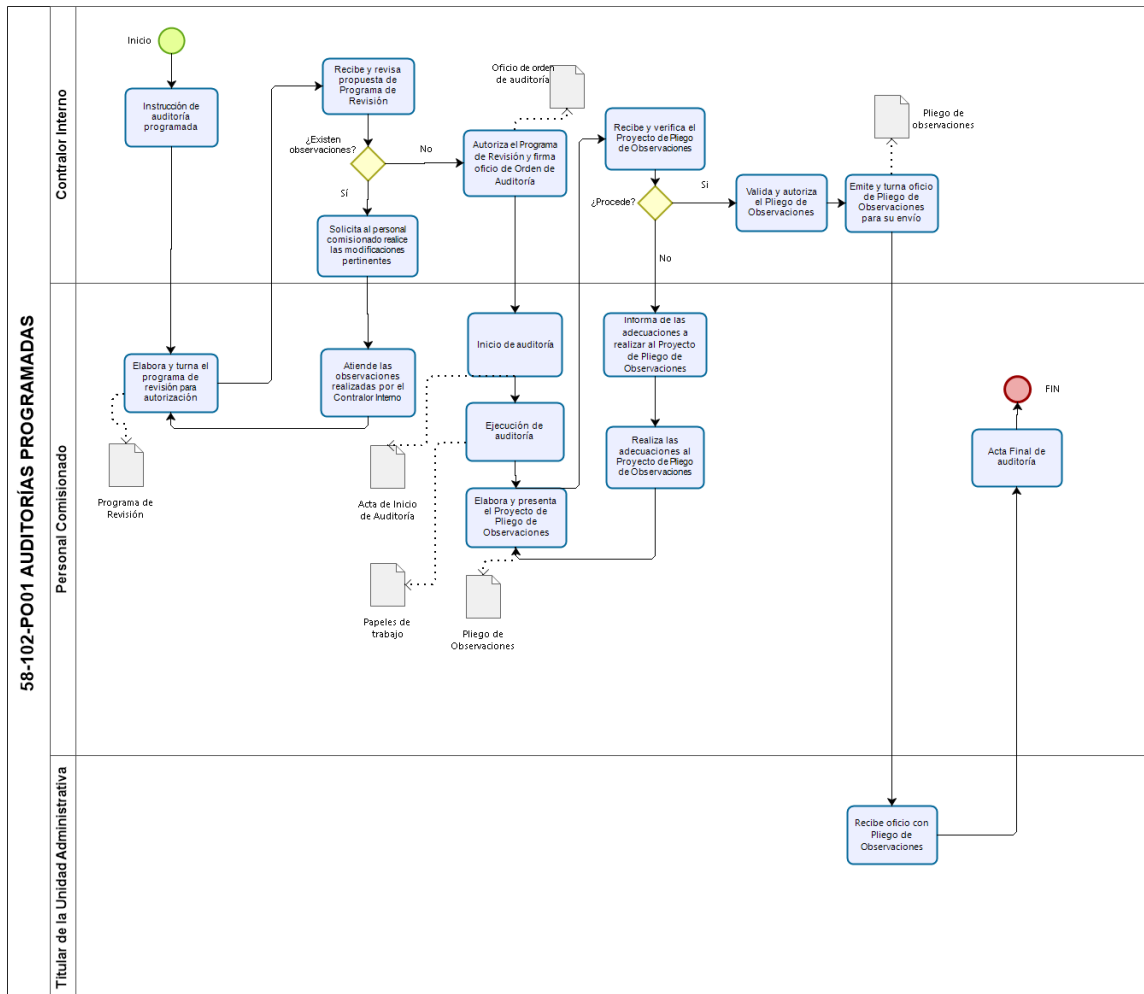 58-102-PO01 AUDITORÍAS PROGRAMADAS
Contralor Interno
Inicio
Instrucción de
auditoría
programada
Recibe y revisa
propuesta de
Programa de
Revisión
¿Existen
observaciones?
No
Sí
Solicita al personal
comisionado realice
las modificaciones
pertinentes
Oficio de orden
de auditoría
Autoriza el Programa
de Revisión y firma
oficio de Orden de
Auditoría
Recibe y verifica el
Proyecto de Pliego
de Observaciones
¿Procede?
Si
No
Valida y autoriza
el Pliego de
Observaciones
Pliego de
observaciones
Emite y turna oficio
de Pliego de
Observaciones
para su envío
Personal Comisionado
Elabora y turna el
programa de
revisión para
autorización
Programa de
Revisión
Atiende las
observaciones
realizadas por el
Contralor Interno
Inicio de auditoría
Acta de Inicio
de Auditoría
Ejecución de
auditoría
Papeles de
trabajo
Elabora y presenta
el Proyecto de
Pliego de
Observaciones
Pliego de
Observaciones
Informa de las
adecuaciones a
realizar al Proyecto
de Pliego de
Observaciones
Realiza las
adecuaciones al
Proyecto de Pliego
de Observaciones
FIN
Acta Final de
auditoría
Titular de la Unidad Administrativa
Recibe oficio con
Pliego de
Observaciones